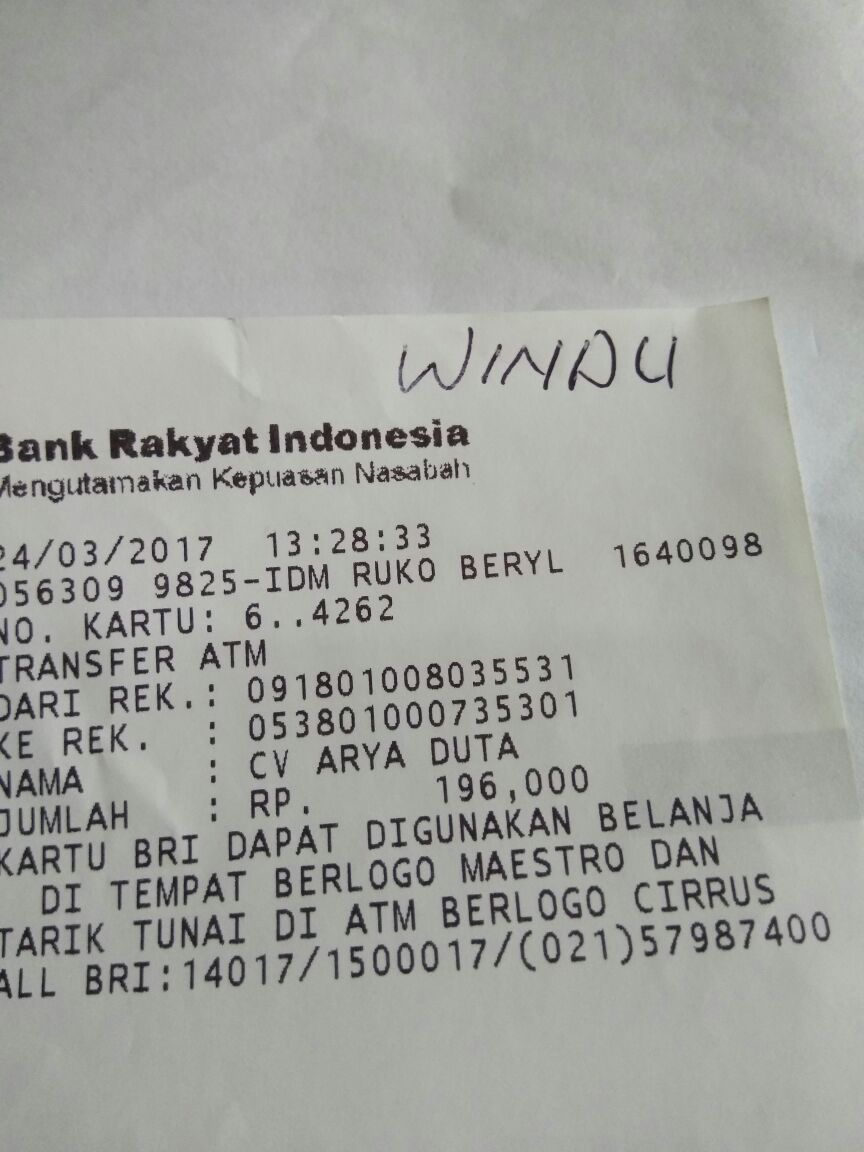 WINDU
Bank Rakyat Indonesia
Mengutamakan Kepuasan Nasabah
24/03/2017 13:28:33
056309 9825-IDM RUKO BERYL 1640098
NO. KARTU: 6..4262
TRANSFER ATM
DARI REK.: 091801008035531
KE REK. : 053801000735301
NAMA : CV ARYA DUTA
JUMLAH : RP. 196,000
KARTU BRI DAPAT DIGUNAKAN BELANJA
DI TEMPAT BERLOGO MAESTRO DAN
TARIK TUNAI DI ATM BERLOGO CIRRUS
ALL BRI:14017/1500017/(021)57987400